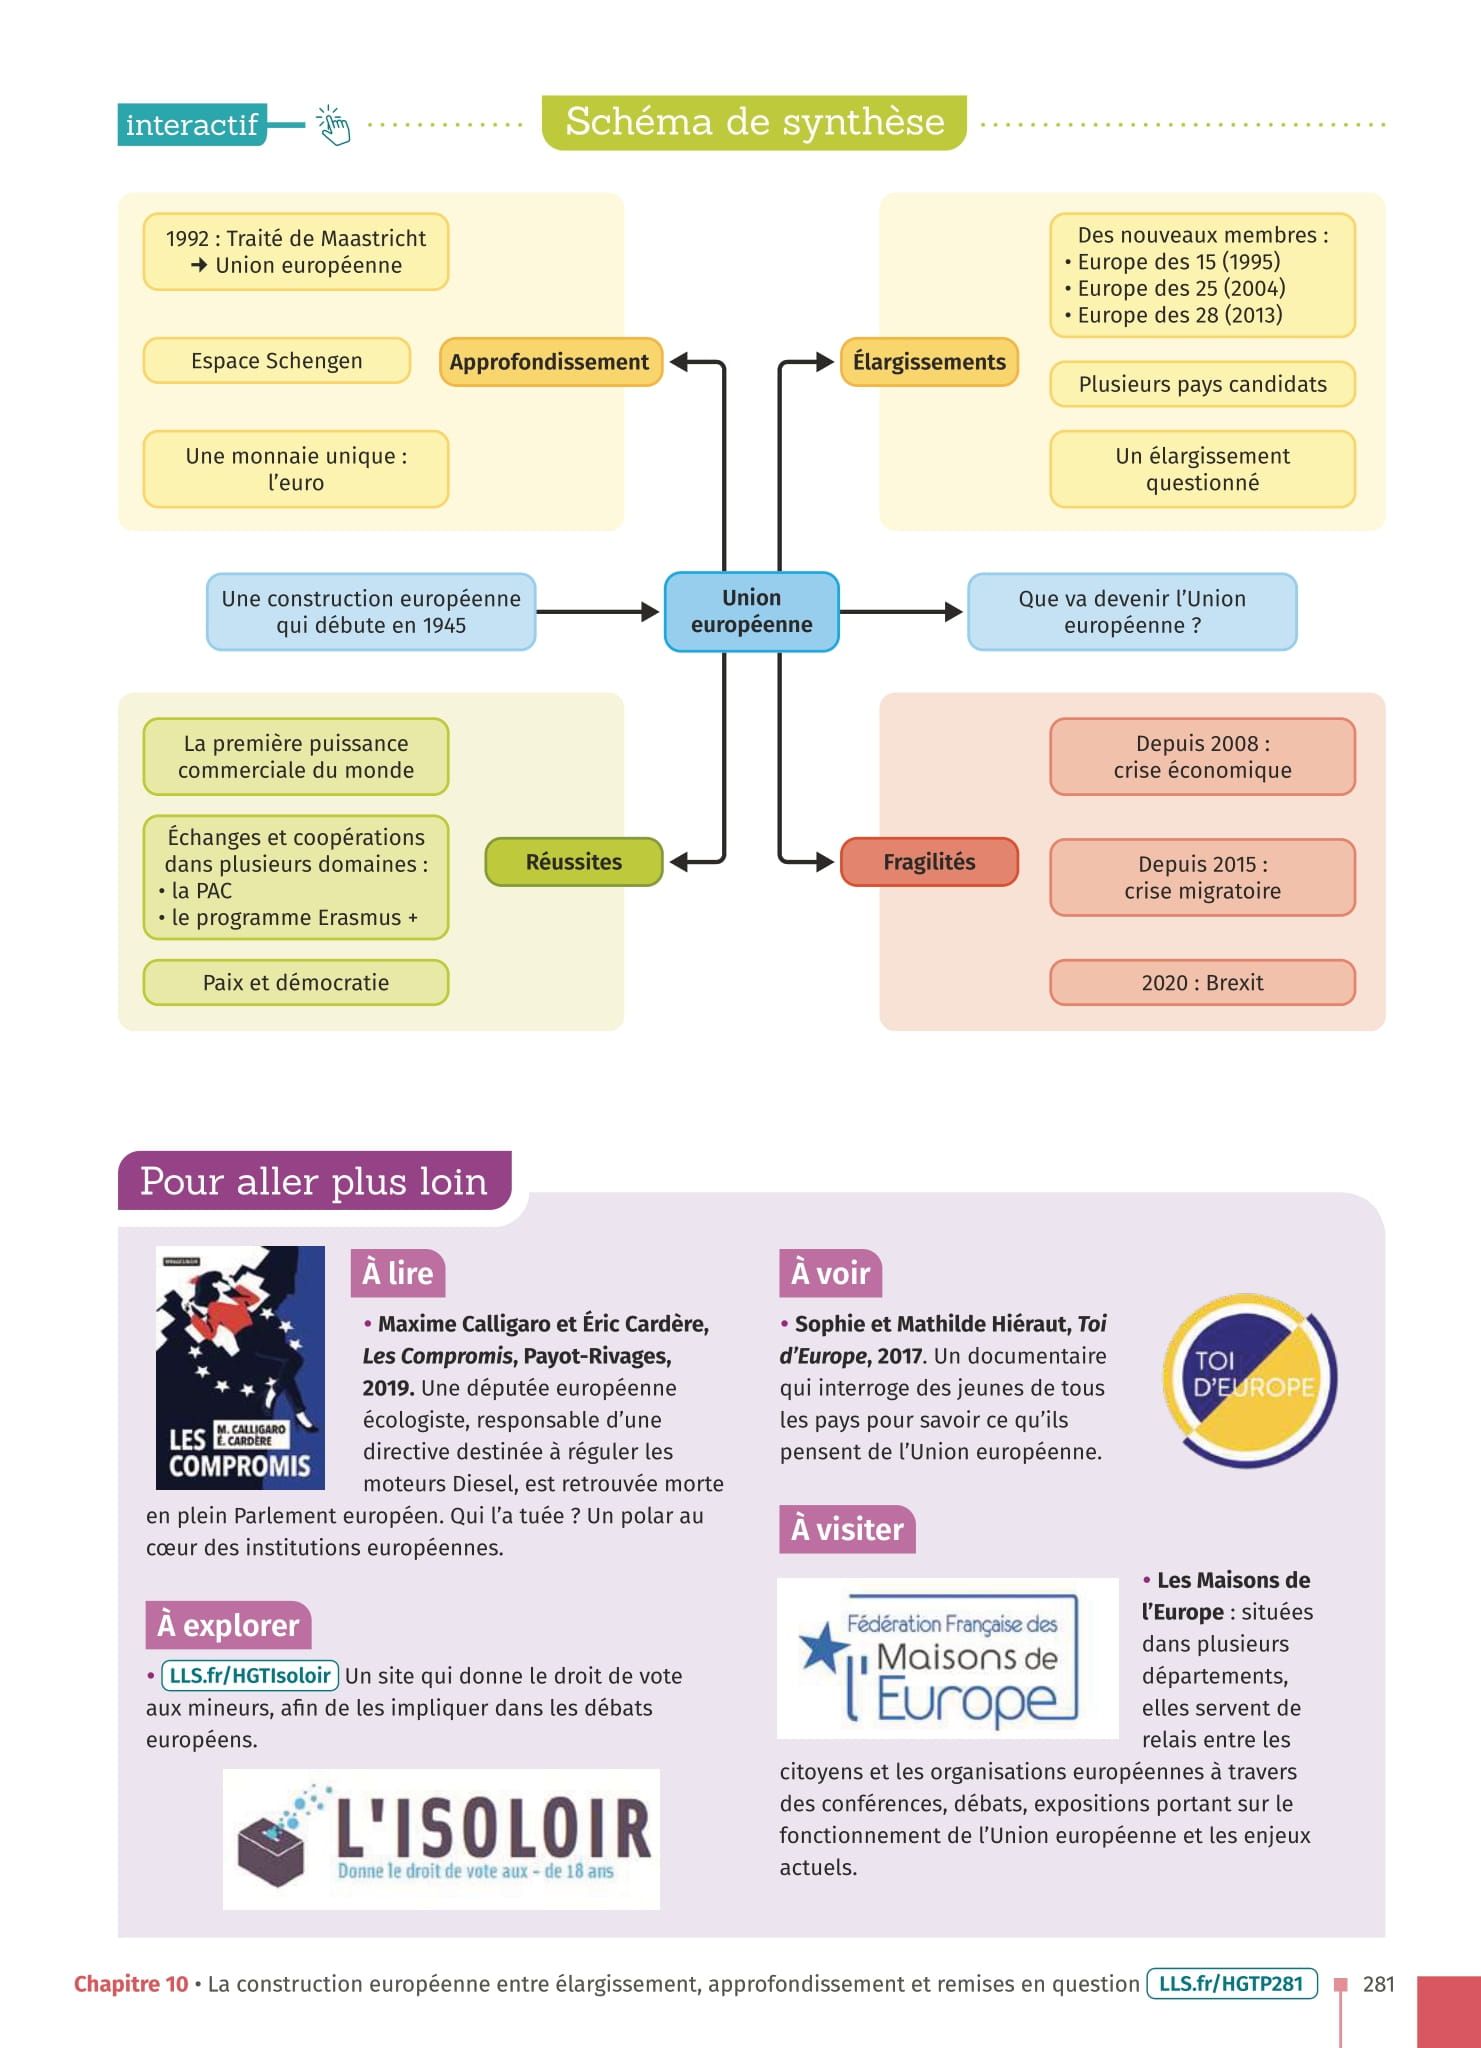 interactif
Schéma de synthèse
1992 : Traité de Maastricht
➜ Union européenne
Espace Schengen
Une monnaie unique :
l'euro
Approfondissement
Élargissements
Des nouveaux membres :
• Europe des 15 (1995)
• Europe des 25 (2004)
• Europe des 28 (2013)
Plusieurs pays candidats
Un élargissement
questionné
Une construction européenne
qui débute en 1945
Union
européenne
Que va devenir l'Union
européenne ?
La première puissance
commerciale du monde
Échanges et coopérations
dans plusieurs domaines :
• la PAC
• le programme Erasmus +
Paix et démocratie
Réussites
Fragilités
Depuis 2008 :
crise économique
Depuis 2015 :
crise migratoire
2020 : Brexit
Pour aller plus loin
LES
M. CALLIGARO
É. CARDÈRE
COMPROMIS
À lire
• Maxime Calligaro et Éric Cardère,
Les Compromis, Payot-Rivages,
2019. Une députée européenne
écologiste, responsable d'une
directive destinée à réguler les
moteurs Diesel, est retrouvée morte
en plein Parlement européen. Qui l'a tuée ? Un polar au
cœur des institutions européennes.
À explorer
• LLS.fr/HGTIsoloir Un site qui donne le droit de vote
aux mineurs, afin de les impliquer dans les débats
européens.
L'ISOLOIR
Donne le droit de vote aux - de 18 ans
À voir
• Sophie et Mathilde Hiéraut, Toi
d'Europe, 2017. Un documentaire
qui interroge des jeunes de tous
les pays pour savoir ce qu'ils
pensent de l'Union européenne.
TOI
D'EUROPE
À visiter
Fédération Française des
Maisons de
l'Europe
• Les Maisons de
l'Europe : situées
dans plusieurs
départements,
elles servent de
relais entre les
citoyens et les organisations européennes à travers
des conférences, débats, expositions portant sur le
fonctionnement de l'Union européenne et les enjeux
actuels.
Chapitre 10 • La construction européenne entre élargissement, approfondissement et remises en question LLS.fr/HGTP281 281